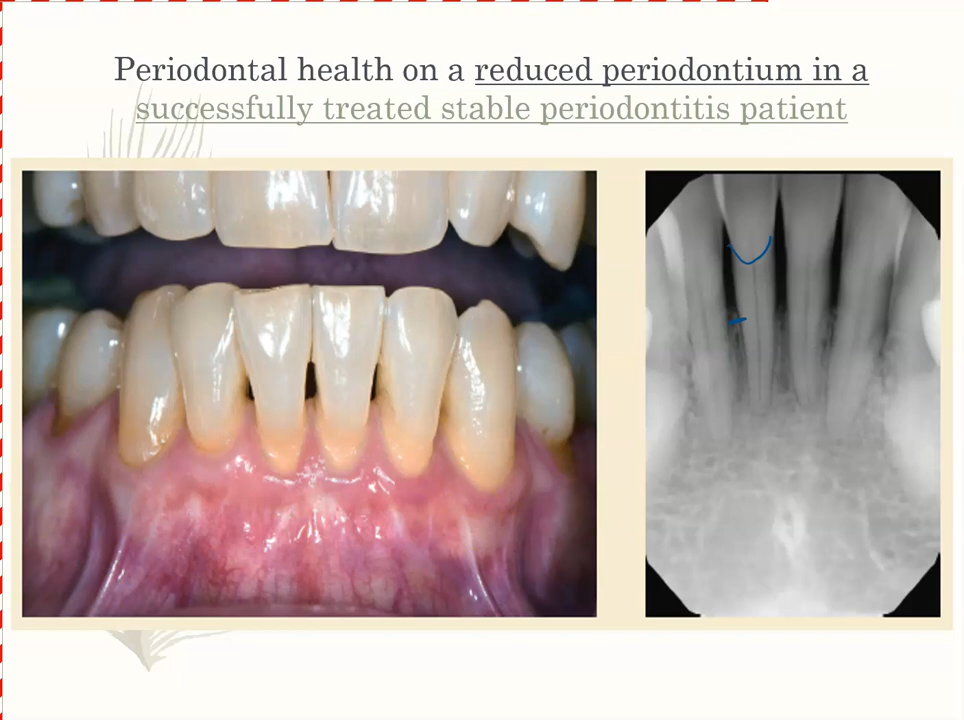 Periodontal health on a reduced periodontium in a
successfully treated stable periodontitis patient